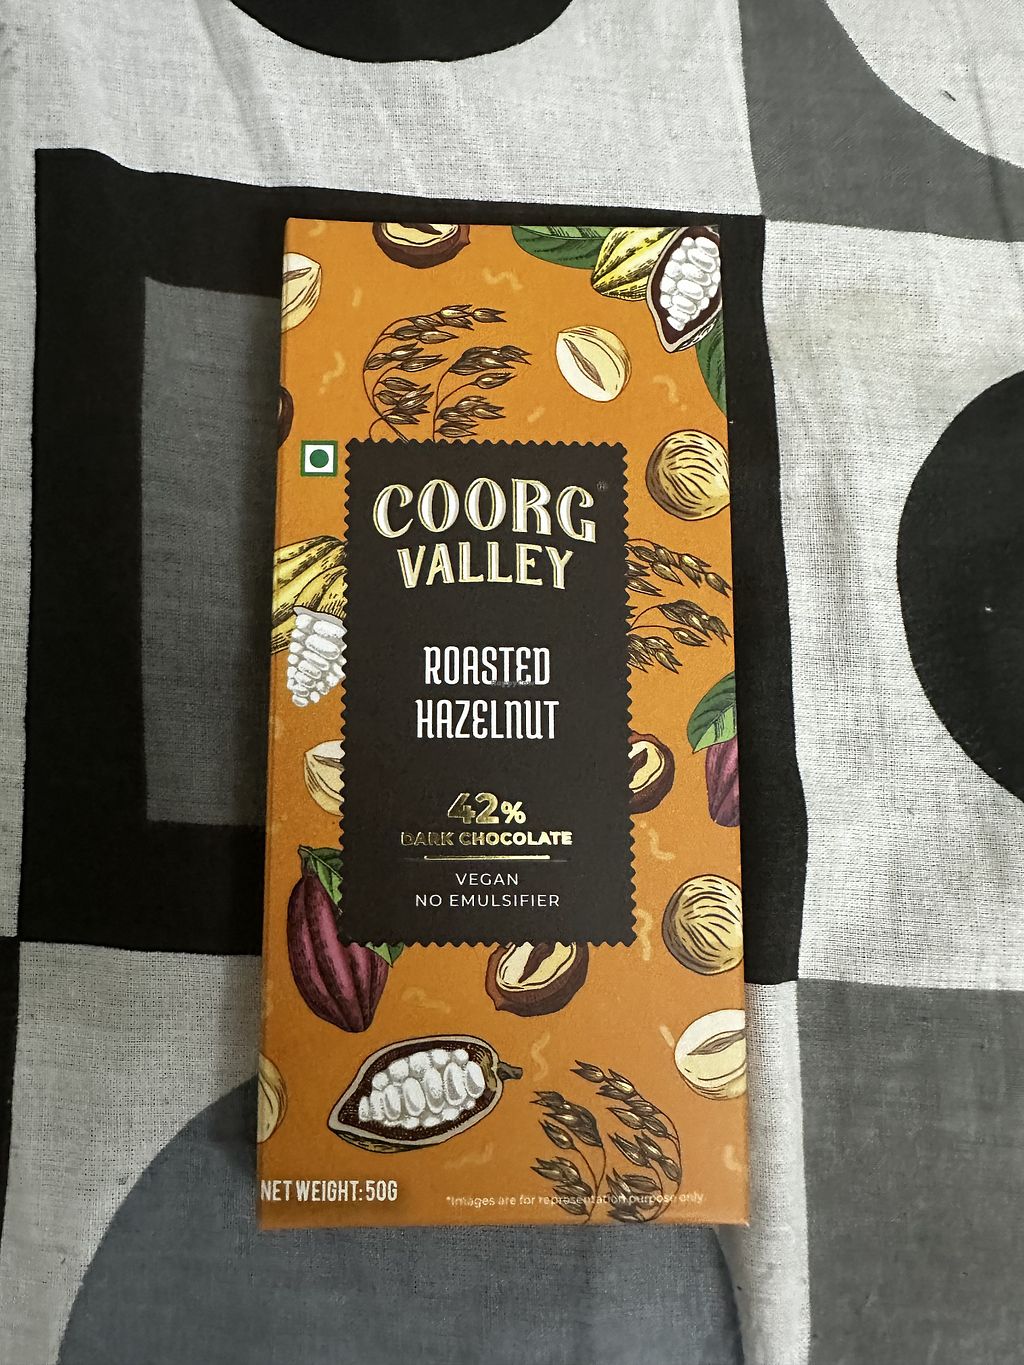 COORG®
VALLEY
ROASTED
HappyCow
HAZELNUT
42%
DARK CHOCOLATE
VEGAN
NO EMULSIFIER
NET WEIGHT: 50G
*Images are for representation purpose only.